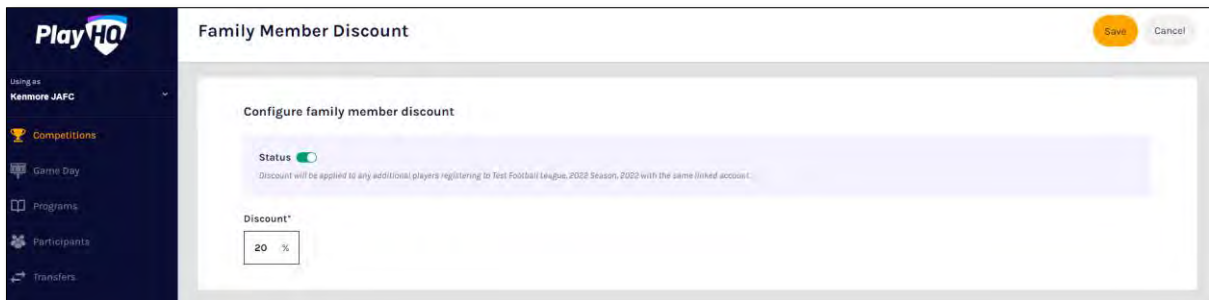 PlayHQ
Family Member Discount
Save
Cancel
Using as
Kenmore JAFC
Competitions
Game Day
Programs
Participants
Transfers
Configure family member discount
Status
Discount will be applied to any additional players registering to Test Football League, 2022 Season, 2022 with the same linked account.
Discount*
20 %